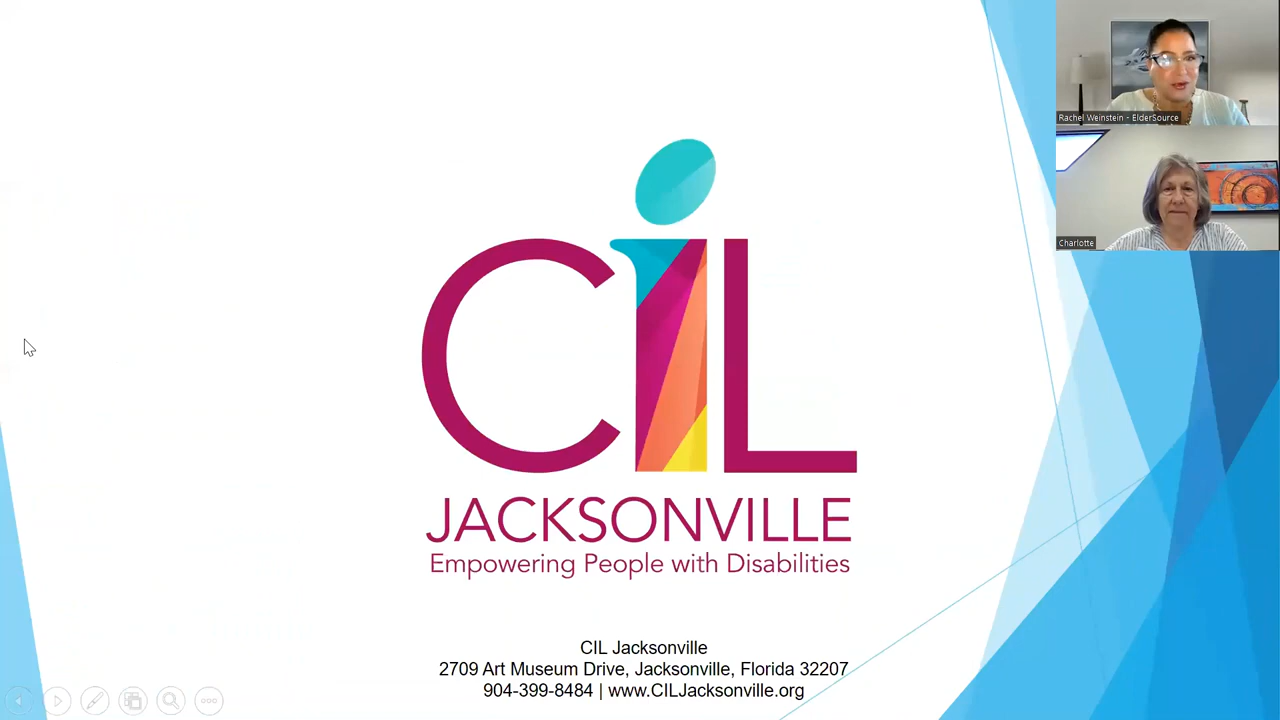 Rachel Weinstein - ElderSource
Charlotte
CIL
JACKSONVILLE
Empowering People with Disabilities
CIL Jacksonville
2709 Art Museum Drive, Jacksonville, Florida 32207
904-399-8484 | www.CILJacksonville.org